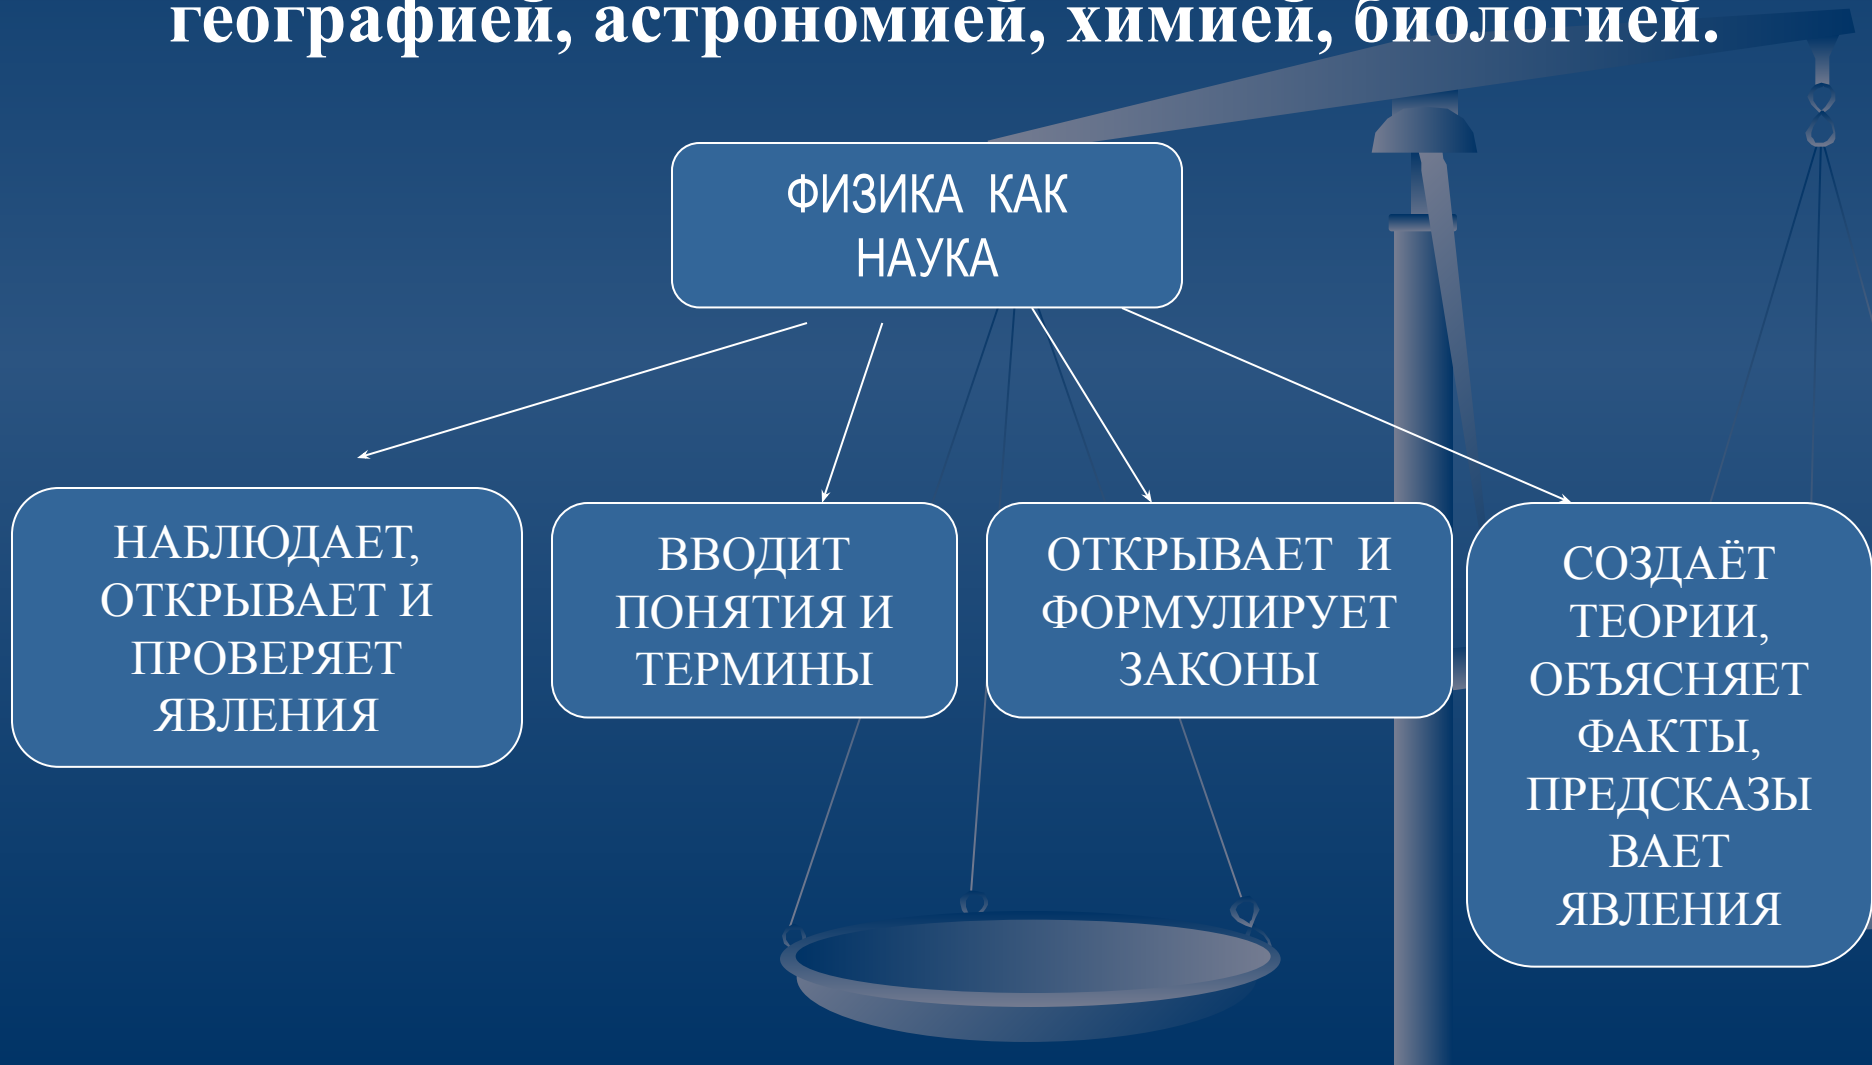 географией, астрономией, химией, биологией.
ФИЗИКА КАК
НАУКА
НАБЛЮДАЕТ,
ОТКРЫВАЕТ И
ПРОВЕРЯЕТ
ЯВЛЕНИЯ
ВВОДИТ
ПОНЯТИЯ И
ТЕРМИНЫ
ОТКРЫВАЕТ И
ФОРМУЛИРУЕТ
ЗАКОНЫ
СОЗДАЁТ
ТЕОРИИ,
ОБЪЯСНЯЕТ
ФАКТЫ,
ПРЕДСКАЗЫ
ВАЕТ
ЯВЛЕНИЯ